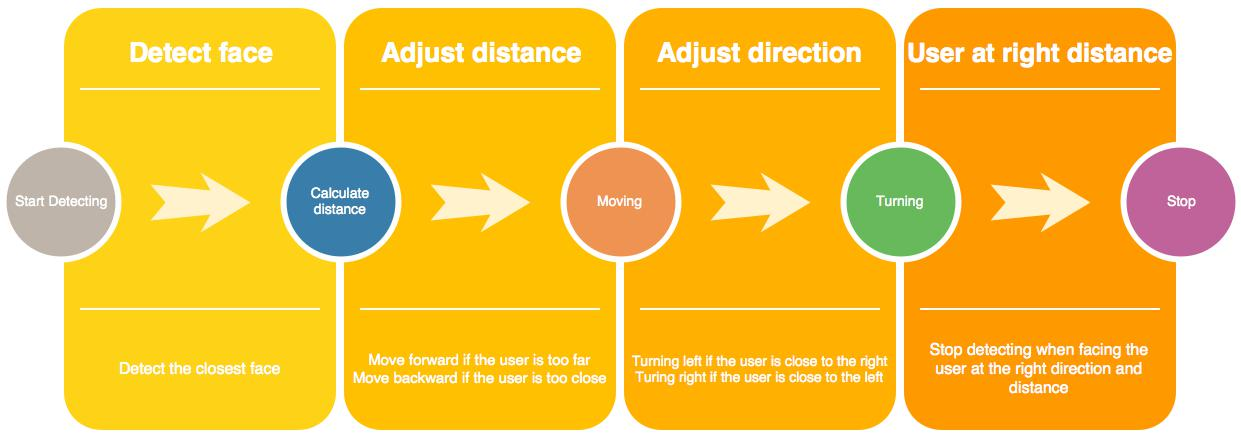 Detect face
Adjust distance
Adjust direction
User at right distance
Start Detecting
Calculate
distance
Moving
Turning
Stop
Detect the closest face
Move forward if the user is too far
Move backward if the user is too close
Turning left if the user is close to the right
Turing right if the user is close to the left
Stop detecting when facing the
user at the right direction and
distance